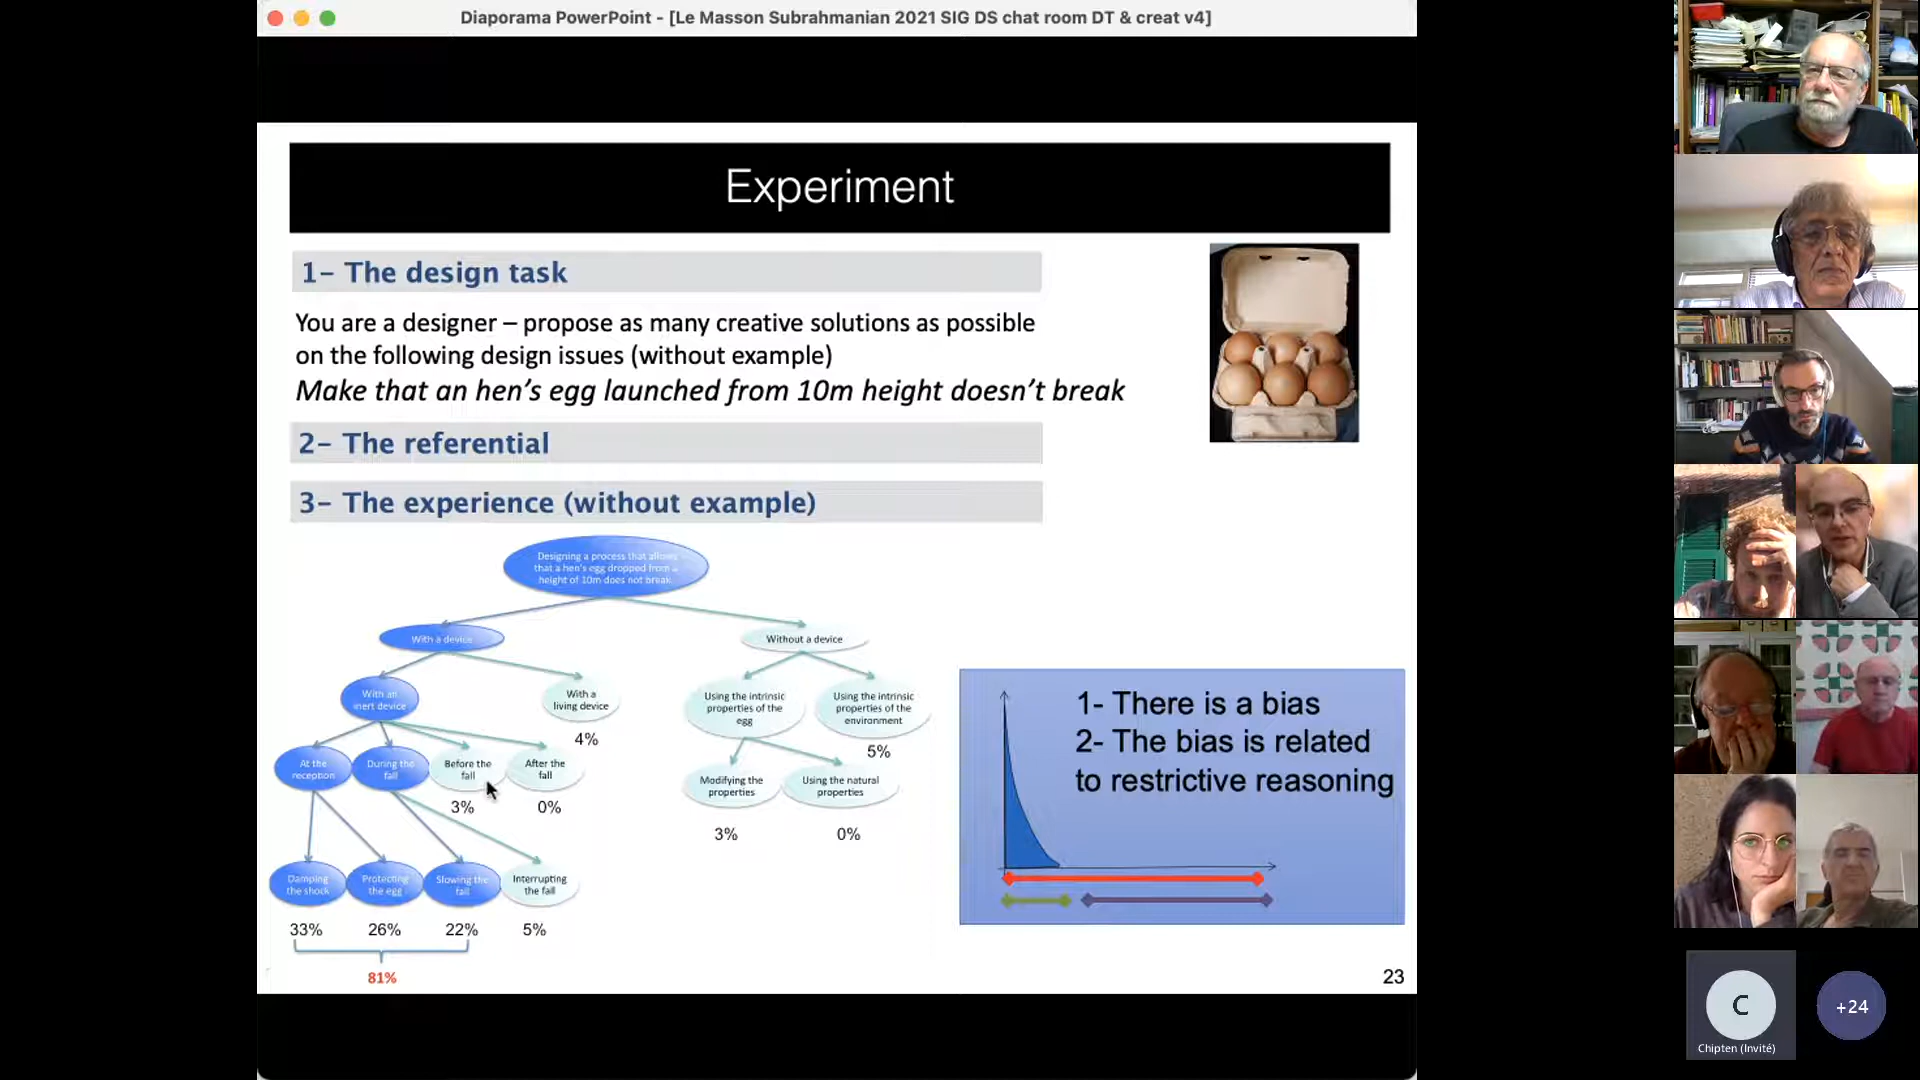 Diaporama PowerPoint - [Le Masson Subrahmanian 2021 SIG DS chat room DT & creat v4]
Experiment
1- The design task
You are a designer – propose as many creative solutions as possible
on the following design issues (without example)
Make that an hen's egg launched from 10m height doesn't break
2- The referential
3- The experience (without example)
Designing a process that allows
that a hen's egg dropped from a
height of 10m does not break
With a device
Without a device
With an
inert device
With a
living device
4%
Using the intrinsic
properties of the
egg
Using the intrinsic
properties of the
environment
5%
At the
reception
During the
fall
Before the
fall
3%
After the
fall
0%
Modifying the
properties
3%
Using the natural
properties
0%
Damping
the shock
33%
Protecting
the egg
26%
Slowing the
fall
22%
Interrupting
the fall
5%
81%
1- There is a bias
2- The bias is related
to restrictive reasoning
23
C
Chipten (Invité)
+24